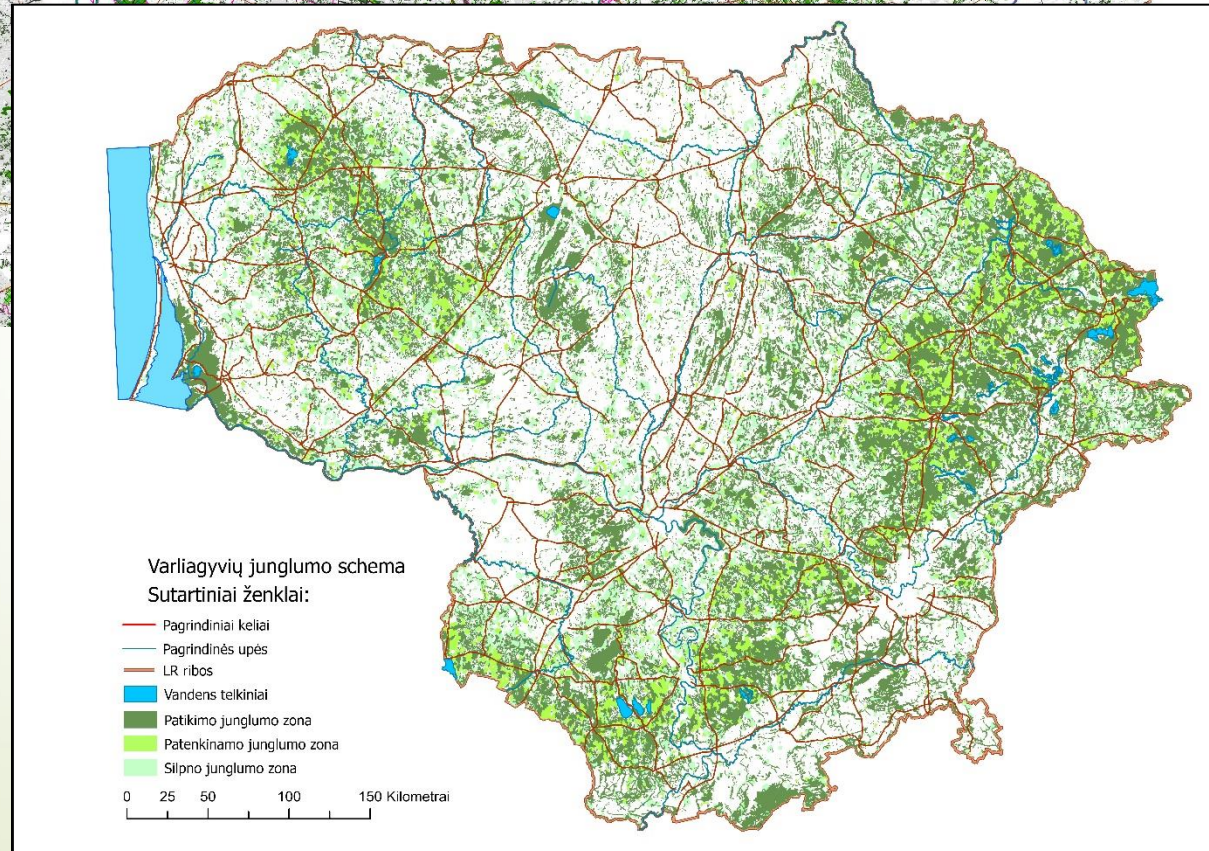 Varliagyvių junglumo schema
Sutartiniai ženklai:
Pagrindiniai keliai
Pagrindinės upės
LR ribos
Vandens telkiniai
Patikimo junglumo zona
Patenkinamo junglumo zona
Silpno junglumo zona
0 25 50 100 150 Kilometrai